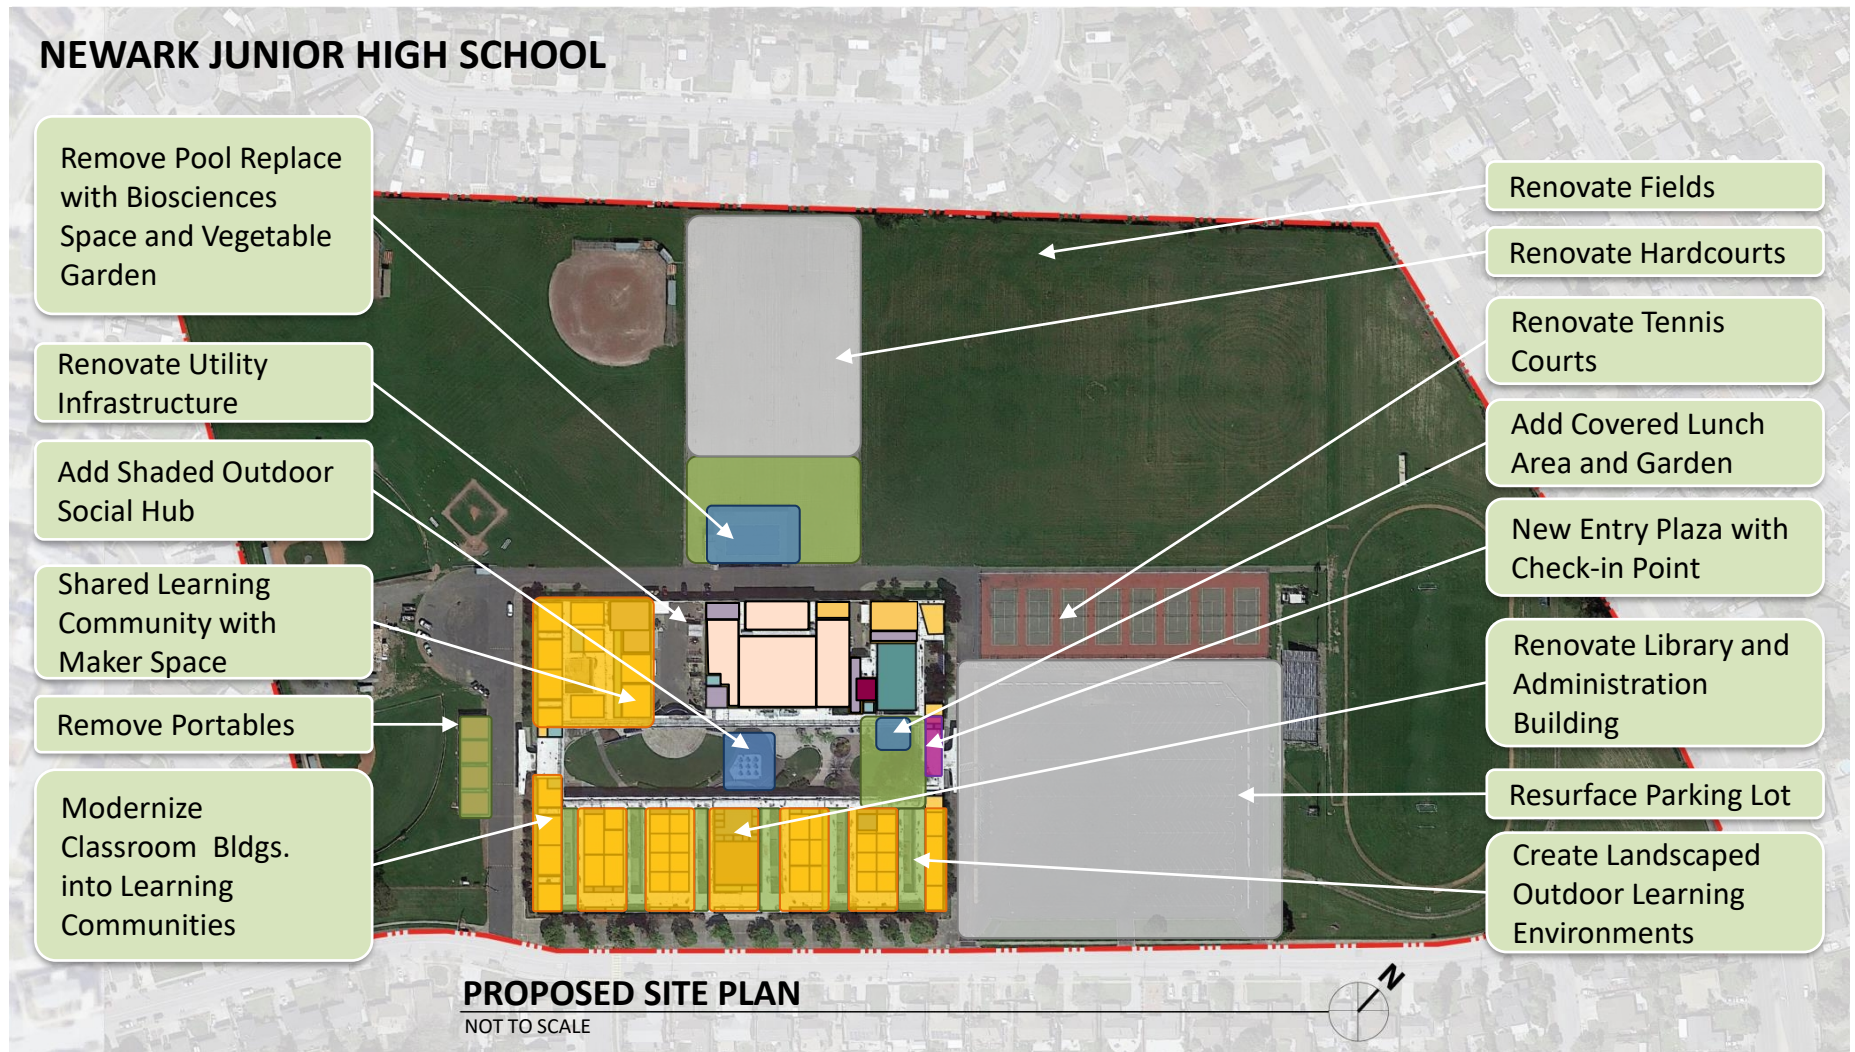 NEWARK JUNIOR HIGH SCHOOL
Remove Pool Replace
with Biosciences
Space and Vegetable
Garden
Renovate Utility
Infrastructure
Add Shaded Outdoor
Social Hub
Shared Learning
Community with
Maker Space
Remove Portables
Modernize
Classroom  Bldgs.
into Learning
Communities
Renovate Fields
Renovate Hardcourts
Renovate Tennis
Courts
Add Covered Lunch
Area and Garden
New Entry Plaza with
Check-in Point
Renovate Library and
Administration
Building
Resurface Parking Lot
Create Landscaped
Outdoor Learning
Environments
PROPOSED SITE PLAN
NOT TO SCALE
N